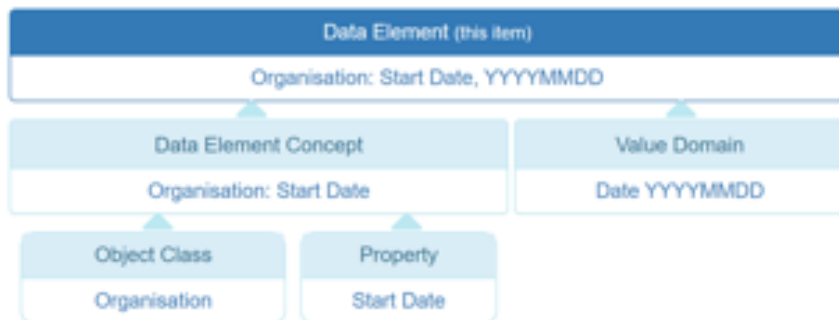 Data Element (this item)
Organisation: Start Date, YYYYMMDD
Data Element Concept
Value Domain
Organisation: Start Date
Date YYYYMMDD
Object Class
Property
Organisation
Start Date